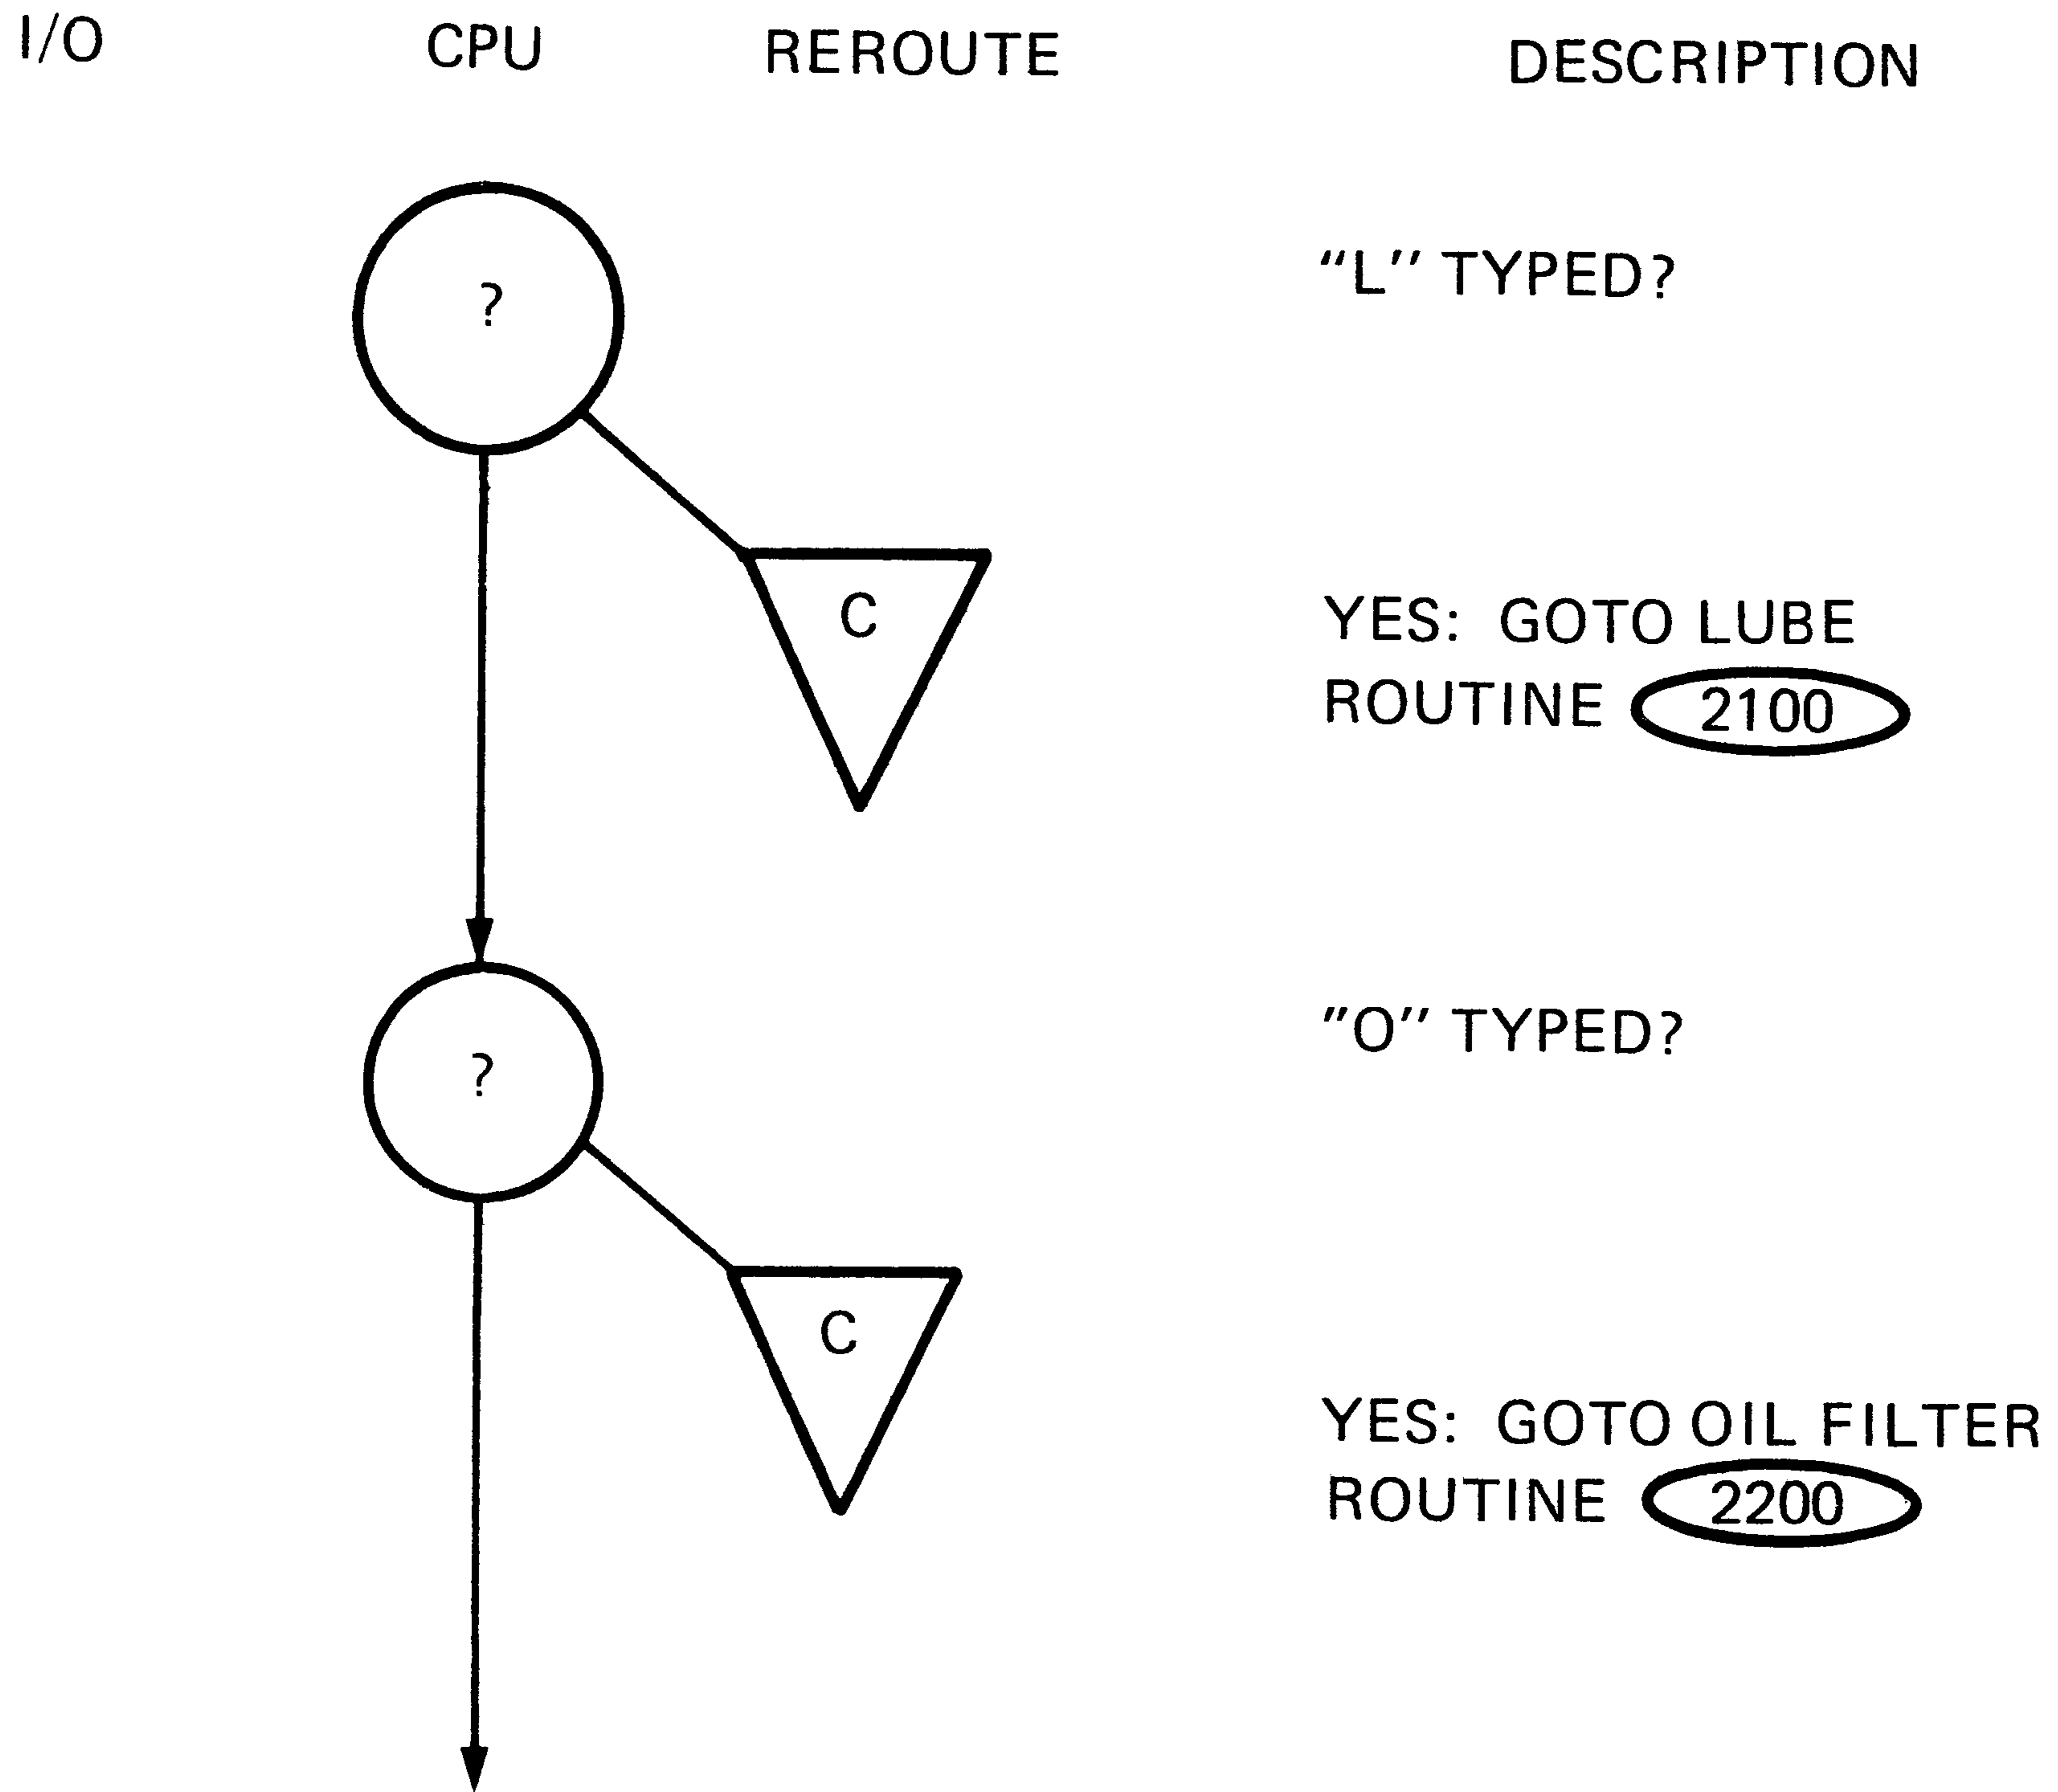 I/O CPU REROUTE DESCRIPTION
?
“L” TYPED?
C
YES: GOTO LUBE
ROUTINE 2100
?
"O" TYPED?
C
YES: GOTO OIL FILTER
ROUTINE 2200